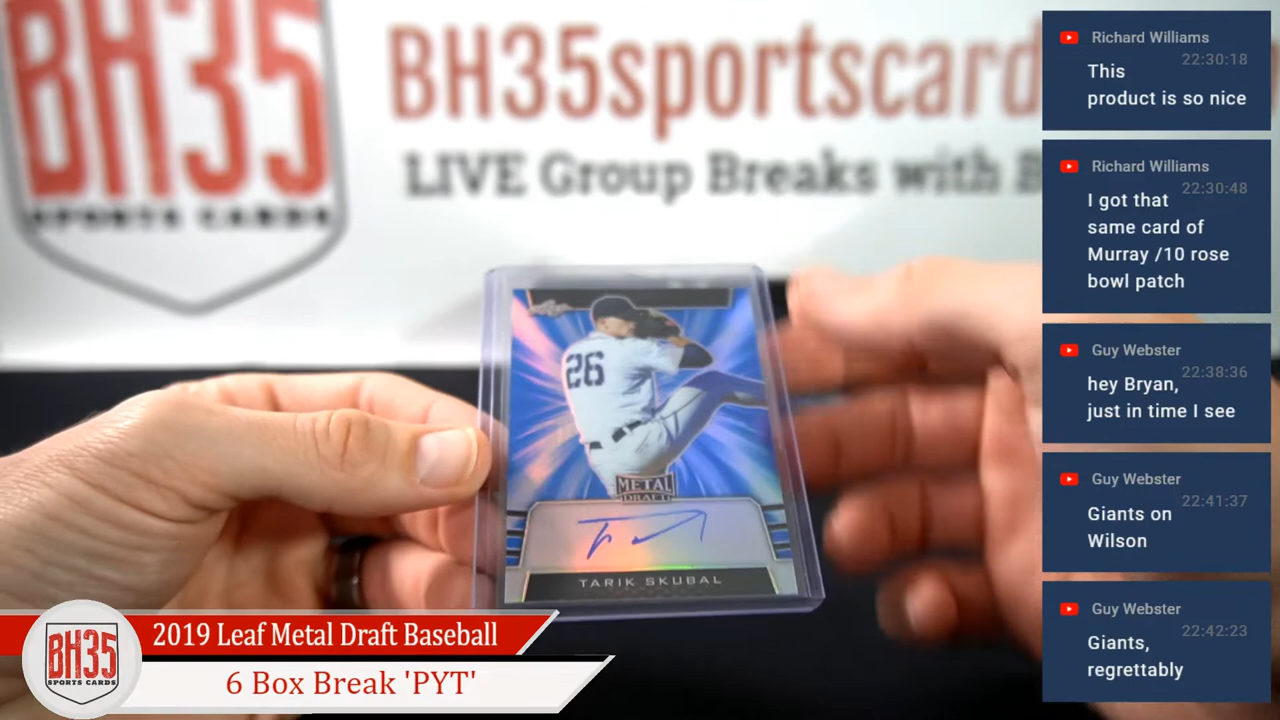 BH35
SPORTS CARDS
BH35sportscard
LIVE Group Breaks with
Leaf
26
METAL
DRAFT
TARIK SKUBAL
2019 Leaf Metal Draft Baseball
6 Box Break 'PYT'
BH35
SPORTS CARDS
Richard Williams
22:30:18
This
product is so nice
Richard Williams
22:30:48
I got that
same card of
Murray /10 rose
bowl patch
Guy Webster
22:38:36
hey Bryan,
just in time I see
Guy Webster
22:41:37
Giants on
Wilson
Guy Webster
22:42:23
Giants,
regrettably